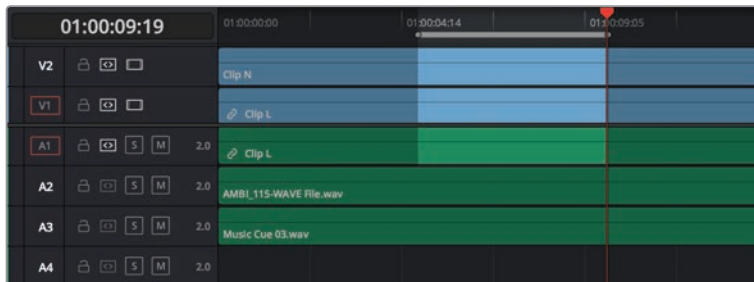 01:00:09:19
01:00:00:00
01:00:04:14
01:00:09:05
V2
Clip N
V1
Clip L
A1
S
M
2.0
Clip L
A2
S
M
2.0
AMBI_115-WAVE File.wav
A3
S
M
2.0
Music Cue 03.wav
A4
S
M
2.0